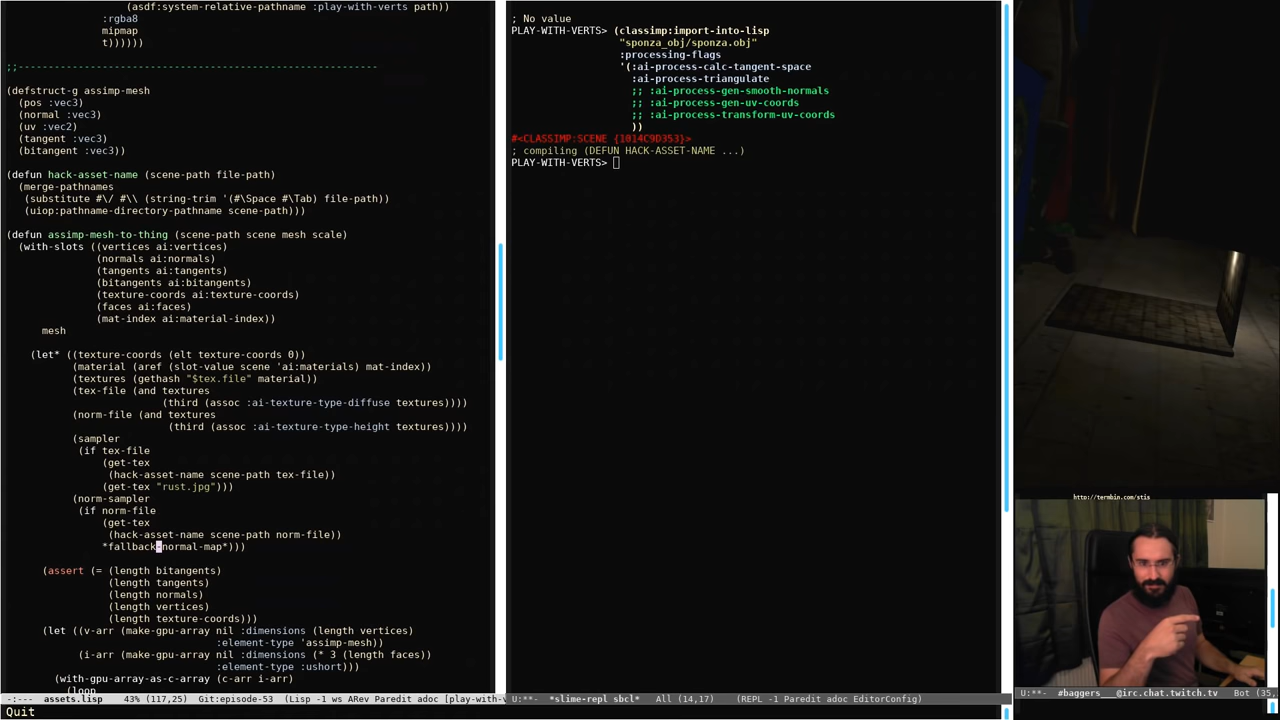 (asdf:system-relative-pathname :play-with-verts path))
:rgba8
mipmap
t))))))
;;------------------------------------------------------------
(defstruct-g assimp-mesh
(pos :vec3)
(normal :vec3)
(uv :vec2)
(tangent :vec3)
(bitangent :vec3))
(defun hack-asset-name (scene-path file-path)
(merge-pathnames
(substitute #\/ #\\ (string-trim '(#\Space #\Tab) file-path))
(uiop:pathname-directory-pathname scene-path)))
(defun assimp-mesh-to-thing (scene-path scene mesh scale)
(with-slots ((vertices ai:vertices)
(normals ai:normals)
(tangents ai:tangents)
(bitangents ai:bitangents)
(texture-coords ai:texture-coords)
(faces ai:faces)
(mat-index ai:material-index))
mesh
(let* ((texture-coords (elt texture-coords 0))
(material (aref (slot-value scene 'ai:materials) mat-index))
(textures (gethash "$tex.file" material))
(tex-file (and textures
(third (assoc :ai-texture-type-diffuse textures))))
(norm-file (and textures
(third (assoc :ai-texture-type-height textures))))
(sampler
(if tex-file
(get-tex
(hack-asset-name scene-path tex-file))
(get-tex "rust.jpg")))
(norm-sampler
(if norm-file
(get-tex
(hack-asset-name scene-path norm-file))
*fallback-normal-map*)))
(assert (= (length bitangents)
(length tangents)
(length normals)
(length vertices)
(length texture-coords)))
(let ((v-arr (make-gpu-array nil :dimensions (length vertices)
:element-type 'assimp-mesh))
(i-arr (make-gpu-array nil :dimensions (* 3 (length faces))
:element-type :ushort)))
(with-gpu-array-as-c-array (c-arr i-arr)
(loop
-:---  assets.lisp    43% (117,25)  Git:episode-53  (Lisp -1 ws ARev Paredit adoc [play-with-v
Quit
; No value
PLAY-WITH-VERTS> (classimp:import-into-lisp
"sponza_obj/sponza.obj"
:processing-flags
'(:ai-process-calc-tangent-space
:ai-process-triangulate
;; :ai-process-gen-smooth-normals
;; :ai-process-gen-uv-coords
;; :ai-process-transform-uv-coords
))
#<CLASSIMP:SCENE {1014C9D353}>
; compiling (DEFUN HACK-ASSET-NAME ...)
PLAY-WITH-VERTS>
U:**-  *slime-repl sbcl*   All (14,17)    (REPL -1 Paredit adoc EditorConfig)
http://termbin.com/stis
U:**-  #baggers___@irc.chat.twitch.tv   Bot (35,